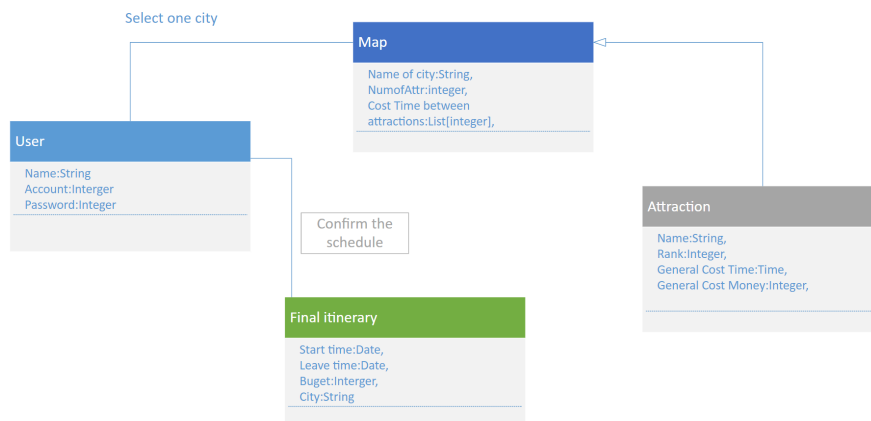 Select one city
Map
Name of city:String,
NumofAttr:integer,
Cost Time between
attractions:List[integer],
User
Name:String
Account:Interger
Password:Integer
Confirm the
schedule
Attraction
Name:String,
Rank:Integer,
General Cost Time:Time,
General Cost Money:Integer,
Final itinerary
Start time:Date,
Leave time:Date,
Buget:Interger,
City:String